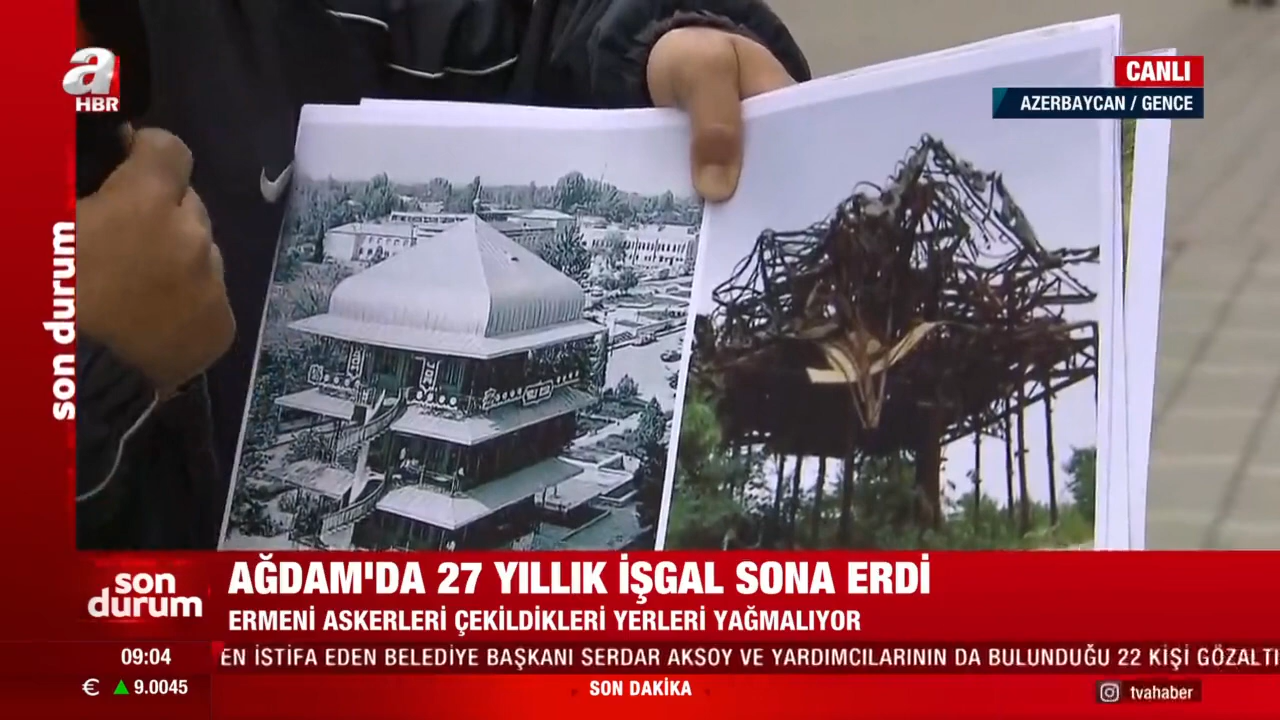 a
HBR
CANLI
AZERBAYCAN / GENCE
son durum
son
durum
AĞDAM'DA 27 YILLIK İŞGAL SONA ERDİ
ERMENİ ASKERLERİ ÇEKİLDİKLERİ YERLERİ YAĞMALIYOR
09:04
EN İSTİFA EDEN BELEDİYE BAŞKANI SERDAR AKSOY VE YARDIMCILARININ DA BULUNDUĞU 22 KİŞİ GÖZALTI
€ ▲ 9.0045
SON DAKİKA
tvahaber